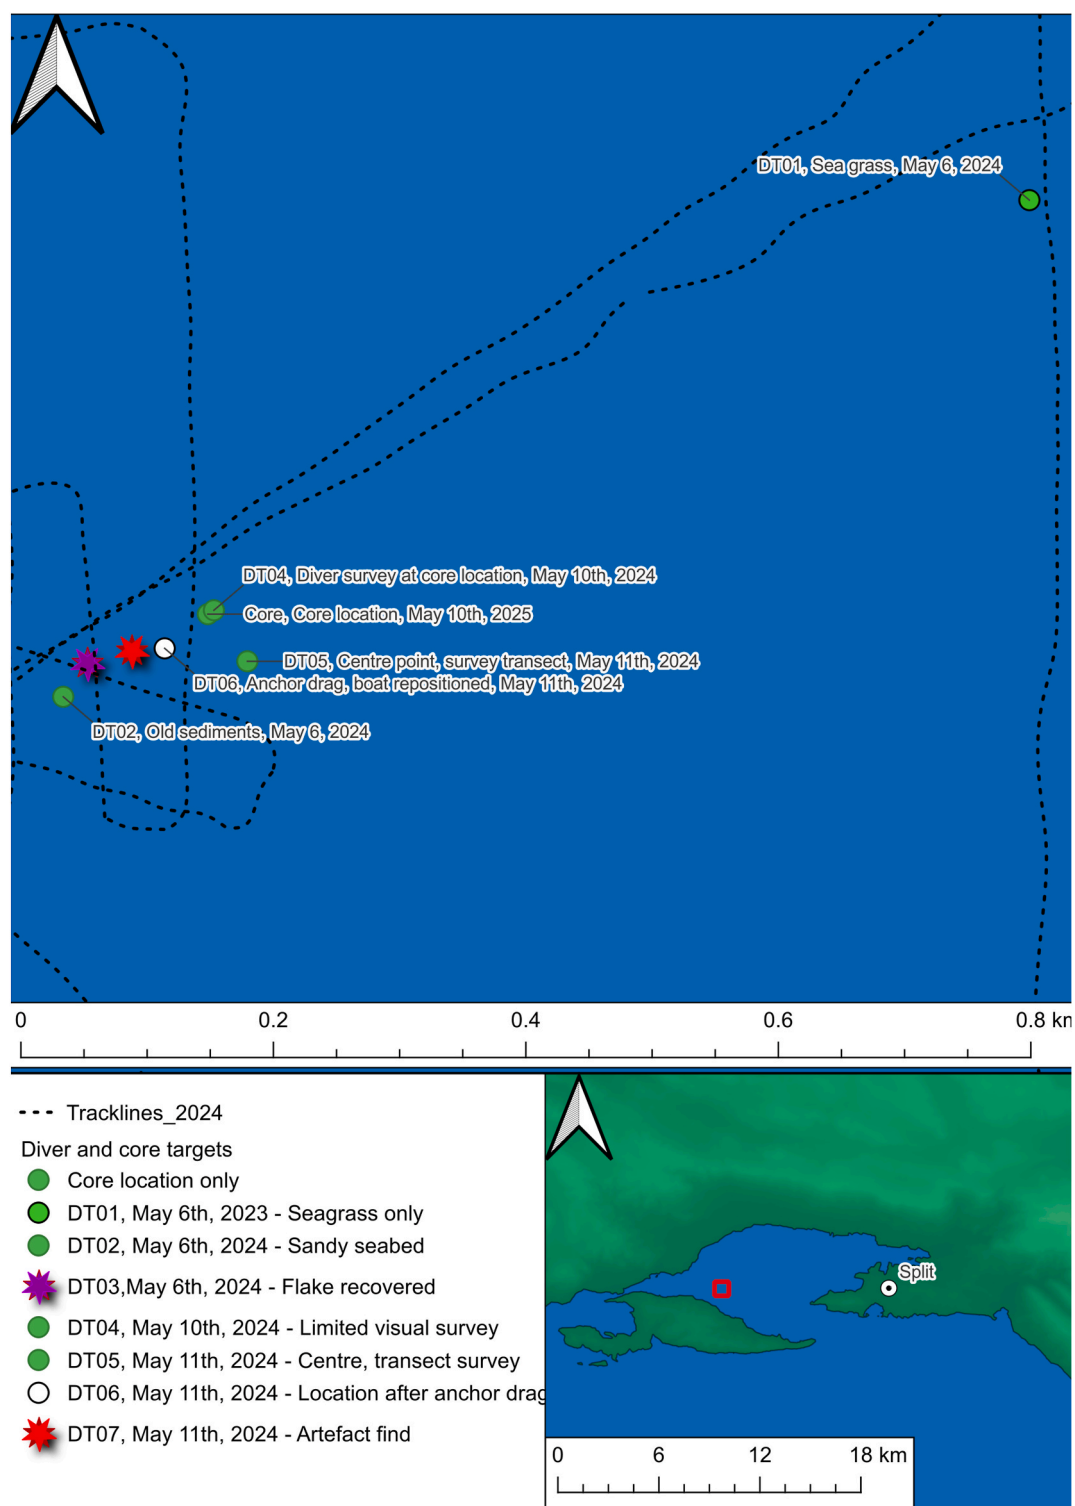 DT01, Sea grass, May 6, 2024
DT04, Diver survey at core location, May 10th, 2024
Core, Core location, May 10th, 2025
DT05, Centre point, survey transect, May 11th, 2024
DT06, Anchor drag, boat repositioned, May 11th, 2024
DT02, Old sediments, May 6, 2024
0 0.2 0.4 0.6 0.8 km
Tracklines_2024
Diver and core targets
Core location only
DT01, May 6th, 2023 - Seagrass only
DT02, May 6th, 2024 - Sandy seabed
DT03,May 6th, 2024 - Flake recovered
DT04, May 10th, 2024 - Limited visual survey
DT05, May 11th, 2024 - Centre, transect survey
DT06, May 11th, 2024 - Location after anchor drag
DT07, May 11th, 2024 - Artefact find
Split
0 6 12 18 km